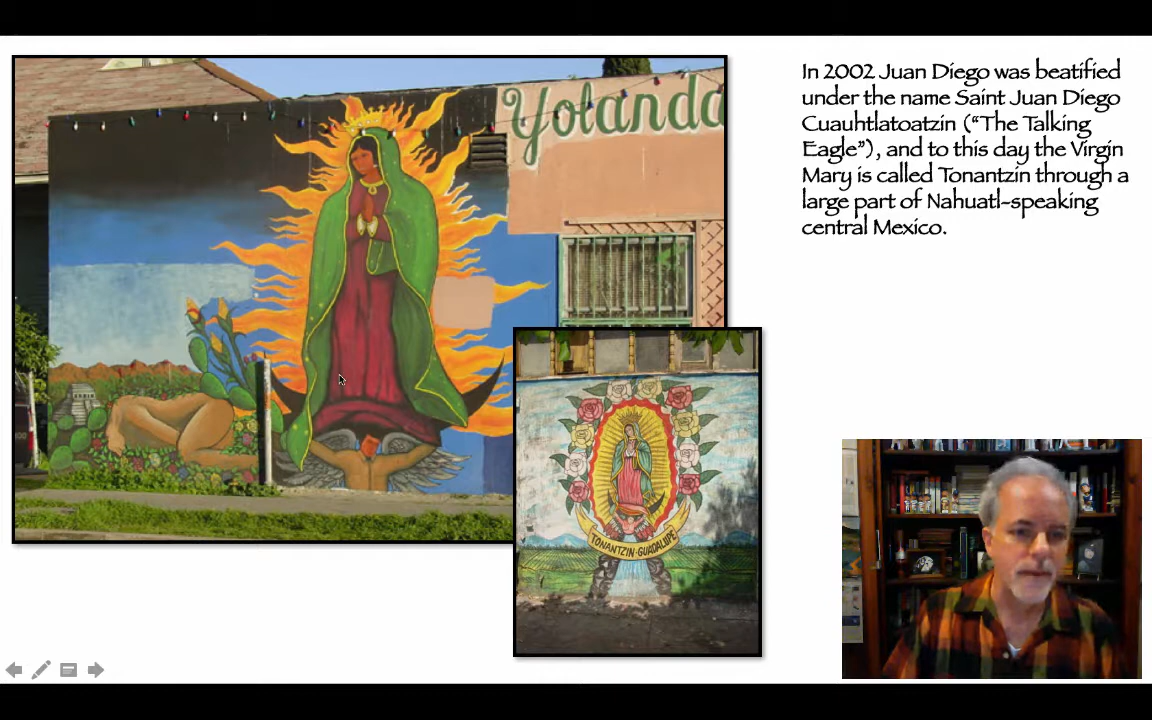 Yolanda
In 2002 Juan Diego was beatified
under the name Saint Juan Diego
Cuauhtlatoatzin (“The Talking
Eagle”), and to this day the Virgin
Mary is called Tonantzin through a
large part of Nahuatl-speaking
central Mexico.
TONANTZIN·GUADALUPE